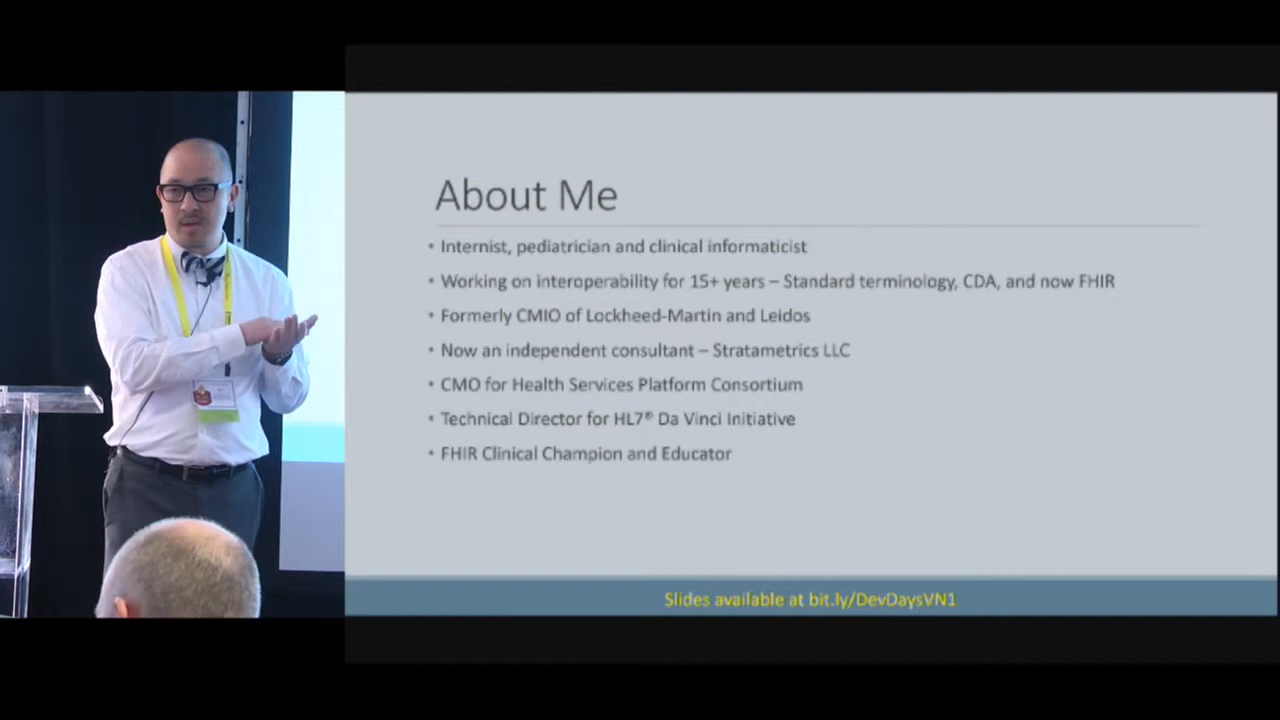 About Me
• Internist, pediatrician and clinical informaticist
• Working on interoperability for 15+ years – Standard terminology, CDA, and now FHIR
• Formerly CMIO of Lockheed-Martin and Leidos
• Now an independent consultant – Stratametrics LLC
• CMO for Health Services Platform Consortium
• Technical Director for HL7® Da Vinci Initiative
• FHIR Clinical Champion and Educator
Slides available at bit.ly/DevDaysVN1